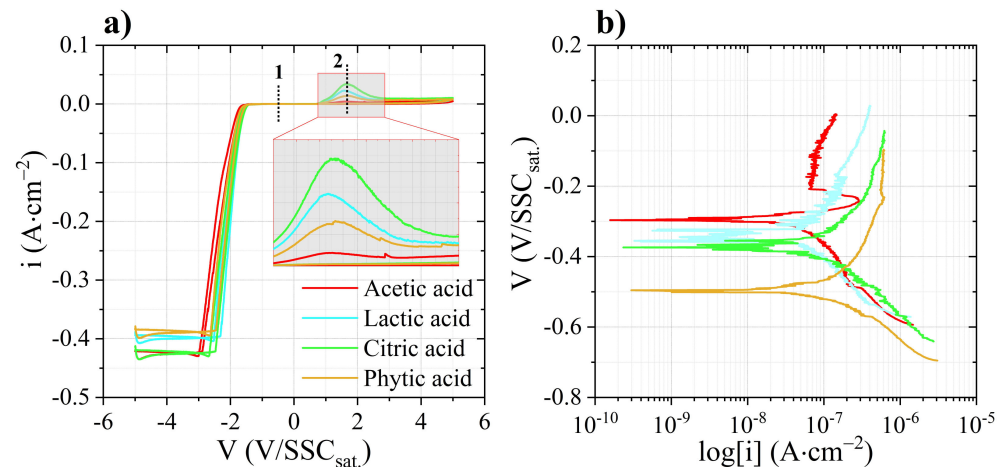 a)
0.1
0.0
-0.1
-0.2
-0.3
-0.4
-0.5
i (A·cm⁻²)
1
2
Acetic acid
Lactic acid
Citric acid
Phytic acid
-6 -4 -2 0 2 4 6
V (V/SSCsat.)
b)
0.2
0.0
-0.2
-0.4
-0.6
-0.8
V (V/SSCsat.)
10⁻¹⁰ 10⁻⁹ 10⁻⁸ 10⁻⁷ 10⁻⁶ 10⁻⁵
log[i] (A·cm⁻²)